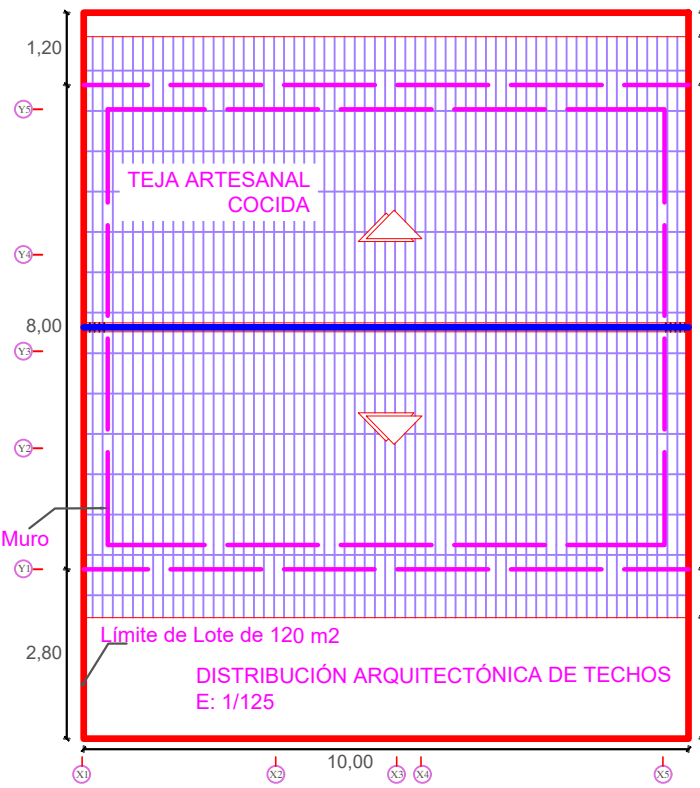 1,20
Y5
TEJA ARTESANAL
COCIDA
Y4
8,00
Y3
Y2
Muro
Y1
Límite de Lote de 120 m2
2,80
DISTRIBUCIÓN ARQUITECTÓNICA DE TECHOS
E: 1/125
10,00
X1
X2
X3
X4
X5